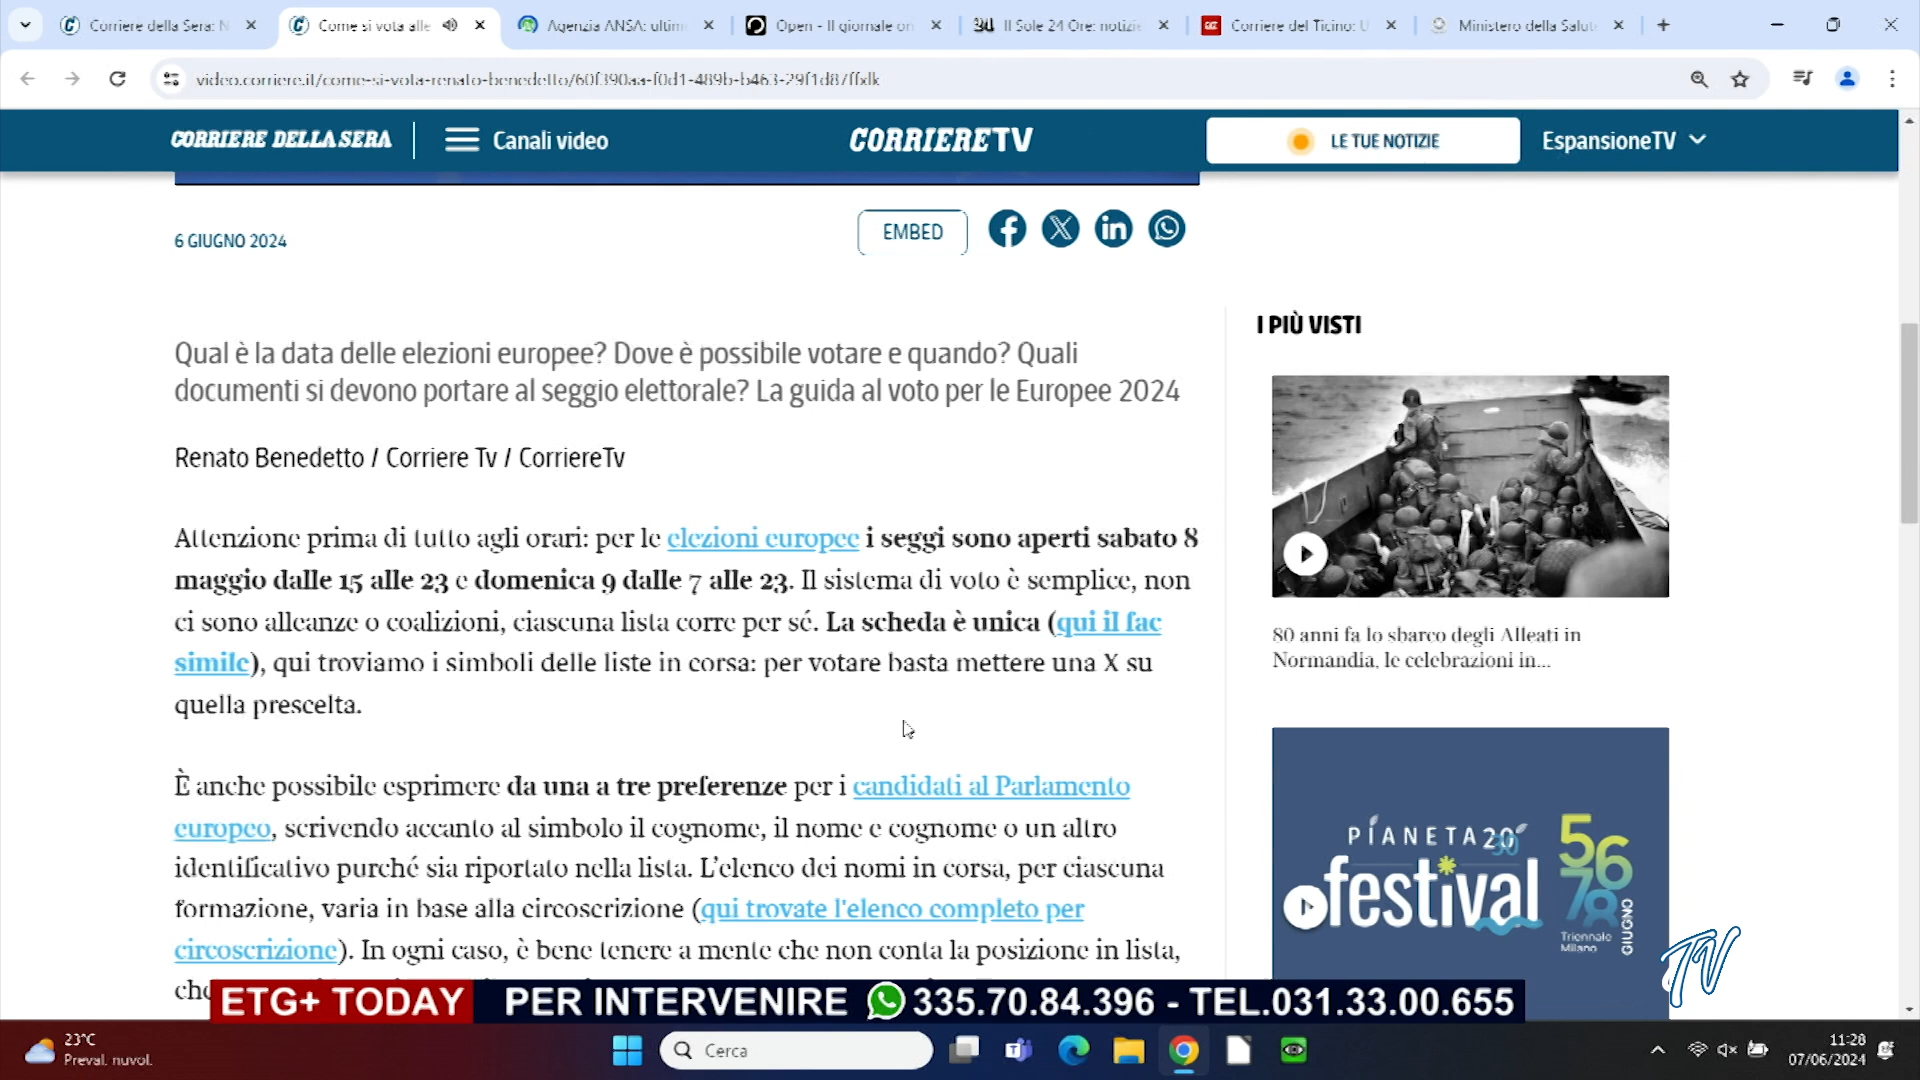 Corriere della Sera: N
Come si vota alle
Agenzia ANSA: ultim
Open - Il giornale on
Il Sole 24 Ore: notizie
Corriere del Ticino: U
Ministero della Salute
video.corriere.it/come-si-vota-renato-benedetto/60f390aa-f0d1-489b-b463-29f1d87ffxlk
CORRIERE DELLA SERA
Canali video
CORRIERETV
LE TUE NOTIZIE
EspansioneTV
6 GIUGNO 2024
EMBED
Qual è la data delle elezioni europee? Dove è possibile votare e quando? Quali
documenti si devono portare al seggio elettorale? La guida al voto per le Europee 2024
Renato Benedetto / Corriere Tv / CorriereTv
Attenzione prima di tutto agli orari: per le elezioni europee i seggi sono aperti sabato 8
maggio dalle 15 alle 23 e domenica 9 dalle 7 alle 23. Il sistema di voto è semplice, non
ci sono alleanze o coalizioni, ciascuna lista corre per sé. La scheda è unica (qui il fac
simile), qui troviamo i simboli delle liste in corsa: per votare basta mettere una X su
quella prescelta.
È anche possibile esprimere da una a tre preferenze per i candidati al Parlamento
europeo, scrivendo accanto al simbolo il cognome, il nome e cognome o un altro
identificativo purché sia riportato nella lista. L'elenco dei nomi in corsa, per ciascuna
formazione, varia in base alla circoscrizione (qui trovate l'elenco completo per
circoscrizione). In ogni caso, è bene tenere a mente che non conta la posizione in lista,
I PIÙ VISTI
80 anni fa lo sbarco degli Alleati in
Normandia, le celebrazioni in...
PIANETA 2030
festival
5 6
7 8
GIUGNO
Triennale
Milano
TV
ETG+ TODAY PER INTERVENIRE 335.70.84.396 - TEL.031.33.00.655
23°C
Preval. nuvol.
Cerca
11:28
07/06/2024